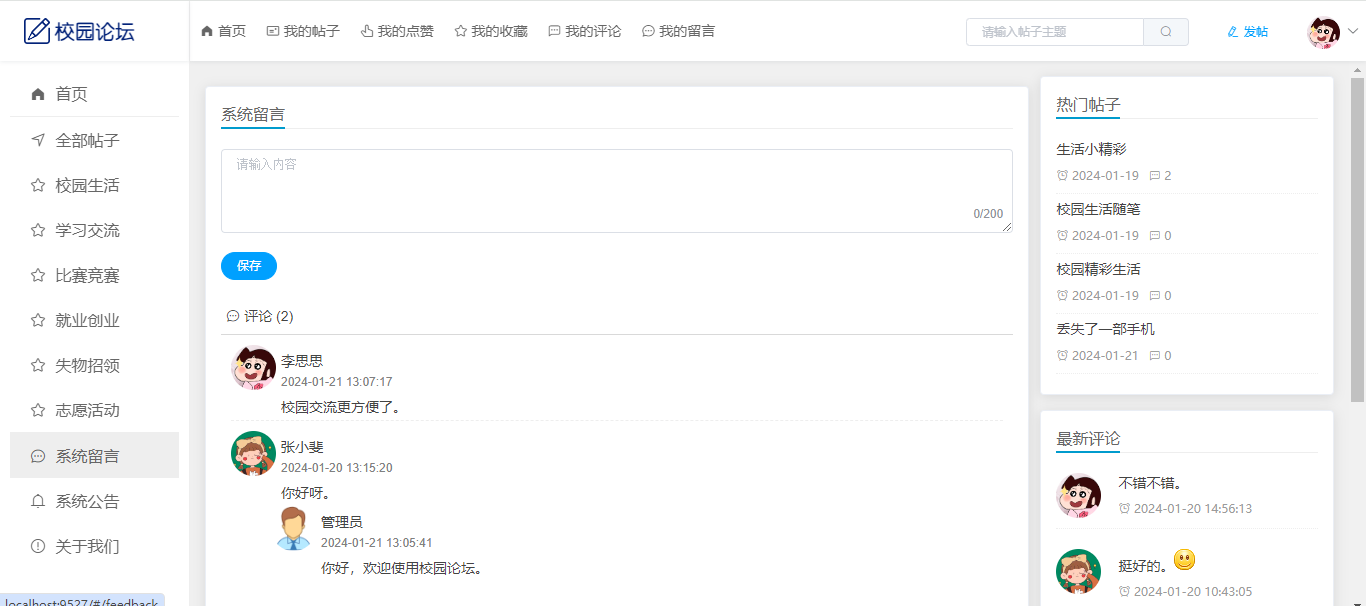 校园论坛
首页 我的帖子 我的点赞 我的收藏 我的评论 我的留言 请输入帖子主题 发帖
首页
全部帖子
校园生活
学习交流
比赛竞赛
就业创业
失物招领
志愿活动
系统留言
系统公告
关于我们
localhost:9527/#/feedback
系统留言
请输入内容
0/200
保存
评论 (2)
李思思
2024-01-21 13:07:17
校园交流更方便了。
张小斐
2024-01-20 13:15:20
你好呀。
管理员
2024-01-21 13:05:41
你好，欢迎使用校园论坛。
热门帖子
生活小精彩
2024-01-19 2
校园生活随笔
2024-01-19 0
校园精彩生活
2024-01-19 0
丢失了一部手机
2024-01-21 0
最新评论
不错不错。
2024-01-20 14:56:13
挺好的。
2024-01-20 10:43:05